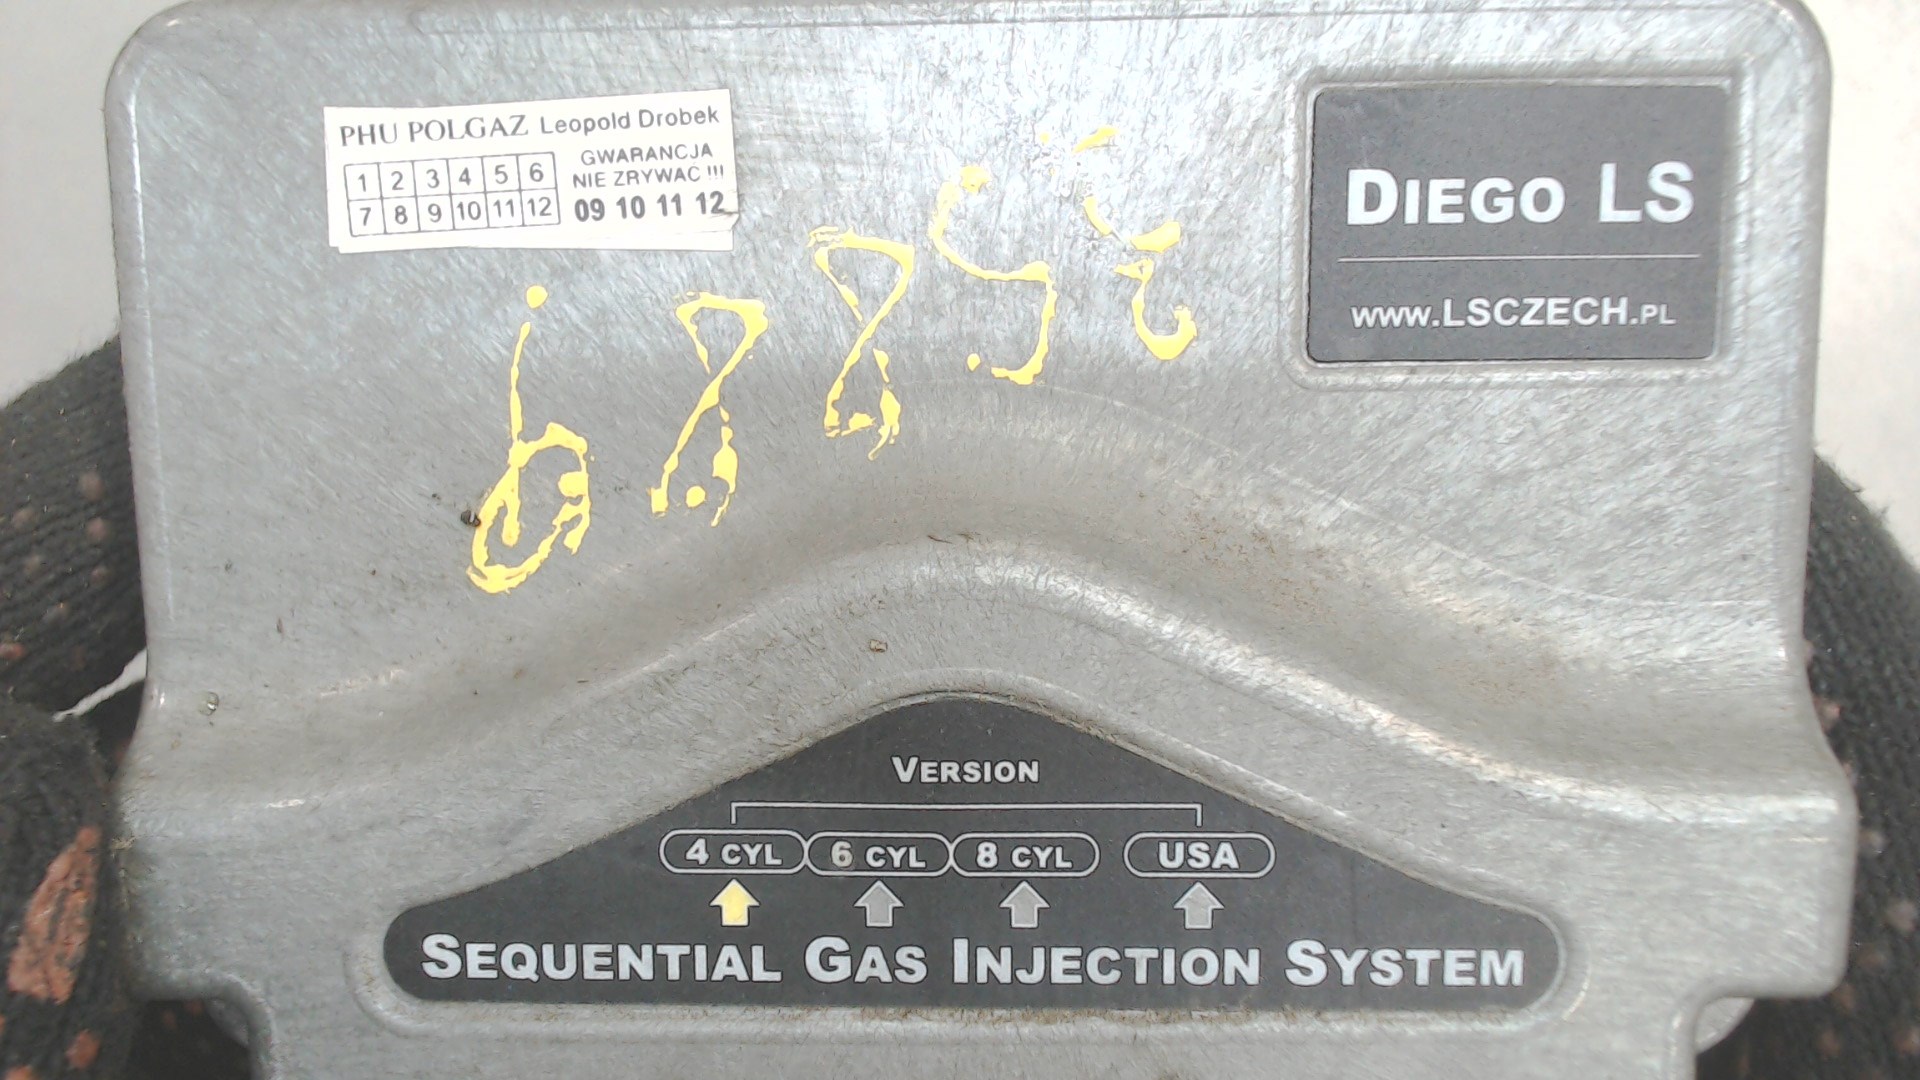 PHU POLGAZ Leopold Drobek
GWARANCJA
NIE ZRYWAĆ !!!
1 2 3 4 5 6
7 8 9 10 11 12
09 10 11 12
DIEGO LS
WWW.LSCZECH.PL
VERSION
4 CYL 6 CYL 8 CYL USA
SEQUENTIAL GAS INJECTION SYSTEM